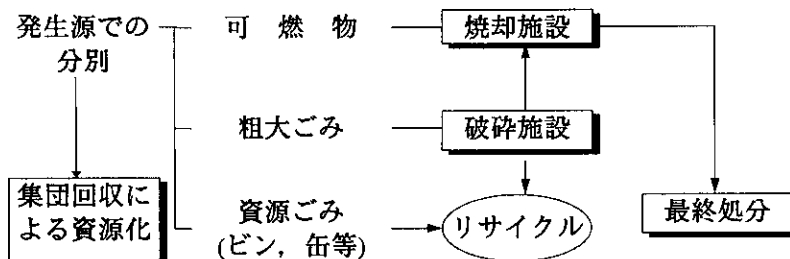 発生源での
分別
可燃物
焼却施設
粗大ごみ
破砕施設
集団回収に
よる資源化
資源ごみ
(ビン，缶等)
リサイクル
最終処分